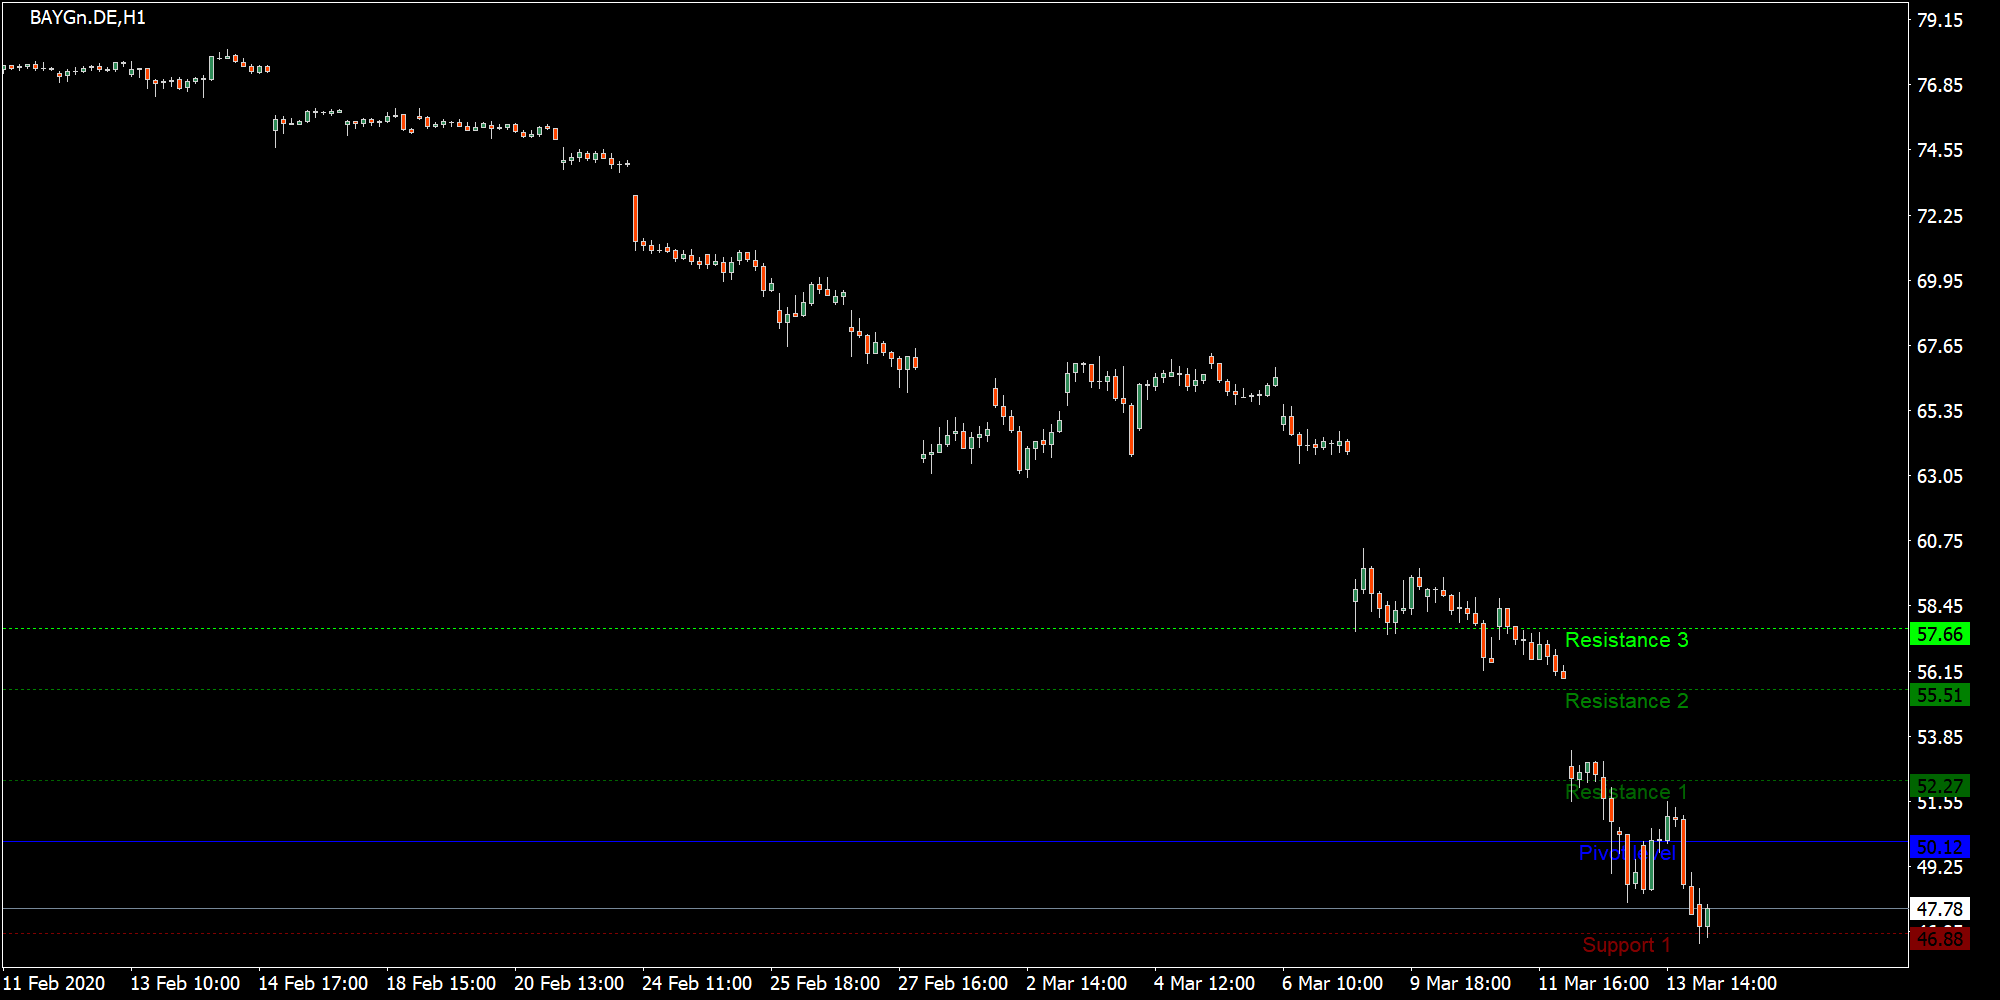 BAYGn.DE,H1
79.15
76.85
74.55
72.25
69.95
67.65
65.35
63.05
60.75
58.45
57.66
Resistance 3
56.15
55.51
Resistance 2
53.85
52.27
Resistance 1
51.55
50.12
Pivot level
49.25
47.78
46.88
Support 1
11 Feb 2020 13 Feb 10:00 14 Feb 17:00 18 Feb 15:00 20 Feb 13:00 24 Feb 11:00 25 Feb 18:00 27 Feb 16:00 2 Mar 14:00 4 Mar 12:00 6 Mar 10:00 9 Mar 18:00 11 Mar 16:00 13 Mar 14:00